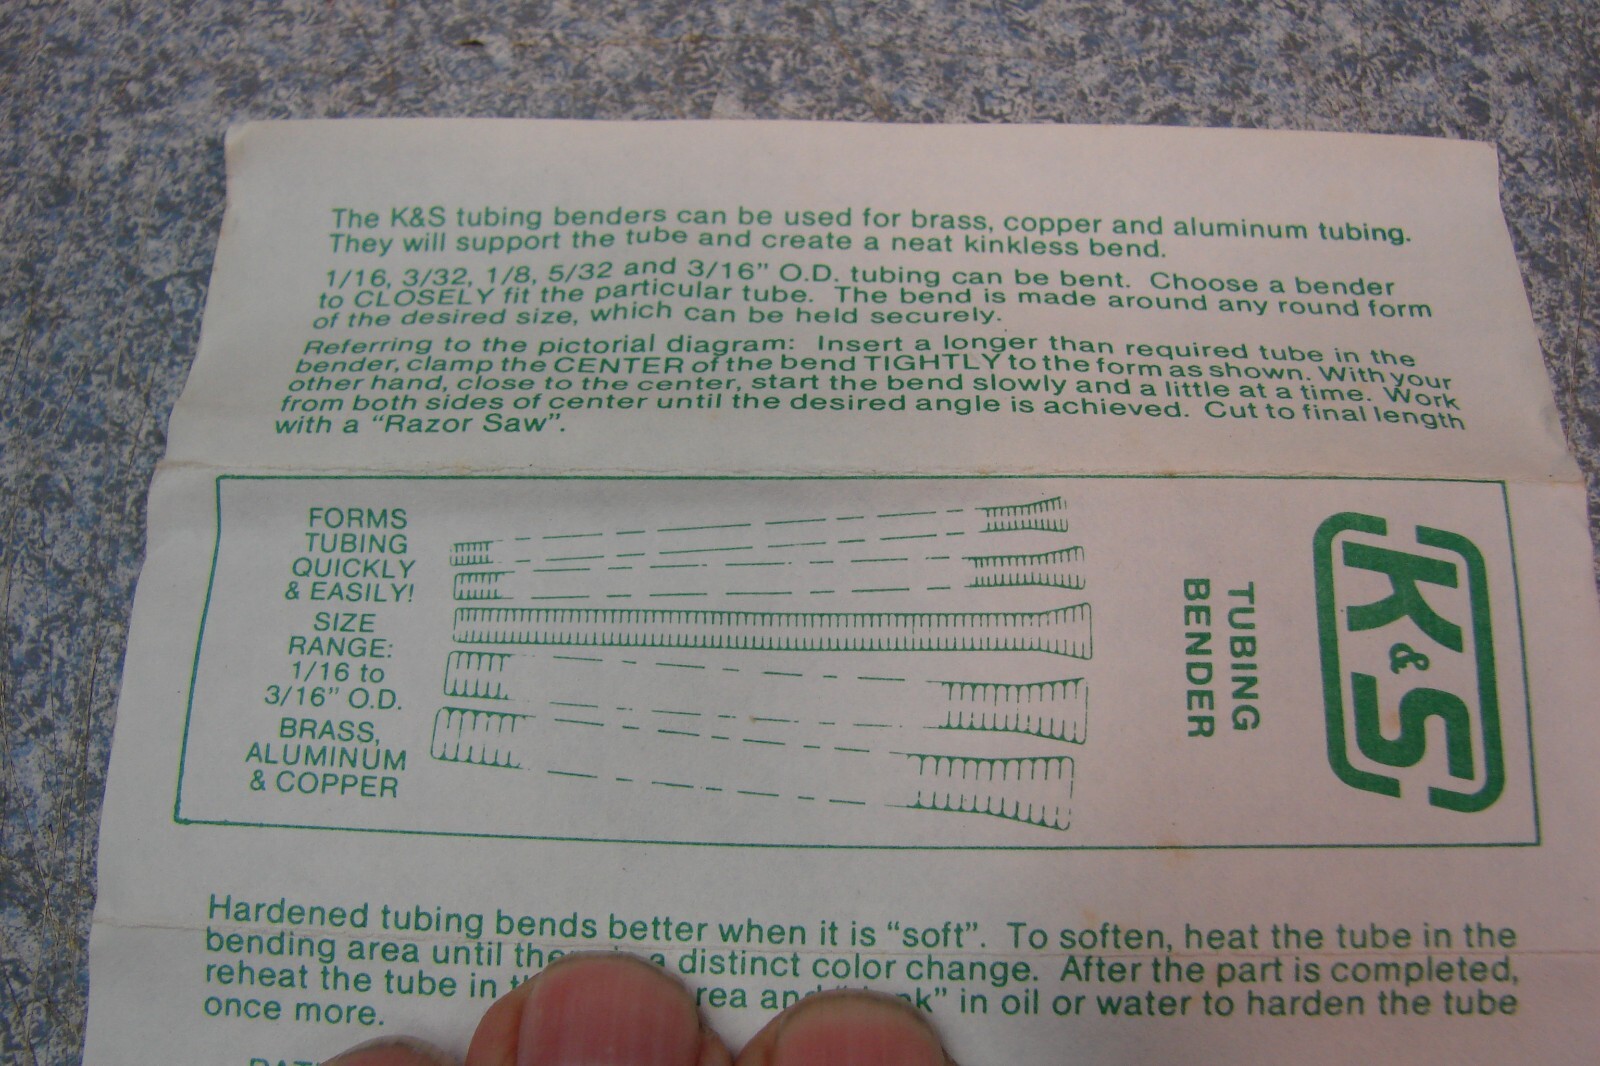 The K&S tubing benders can be used for brass, copper and aluminum tubing.
They will support the tube and create a neat kinkless bend.
1/16, 3/32, 1/8, 5/32 and 3/16" O.D. tubing can be bent. Choose a bender
to CLOSELY fit the particular tube. The bend is made around any round form
of the desired size, which can be held securely.
Referring to the pictorial diagram: Insert a longer than required tube in the
bender, clamp the CENTER of the bend TIGHTLY to the form as shown. With your
other hand, close to the center, start the bend slowly and a little at a time. Work
from both sides of center until the desired angle is achieved. Cut to final length
with a "Razor Saw".
FORMS
TUBING
QUICKLY
& EASILY!
SIZE
RANGE:
1/16 to
3/16" O.D.
BRASS,
ALUMINUM
& COPPER
TUBING
BENDER
K&S
Hardened tubing bends better when it is "soft". To soften, heat the tube in the
bending area until a distinct color change. After the part is completed,
reheat the tube in and in oil or water to harden the tube
once more.